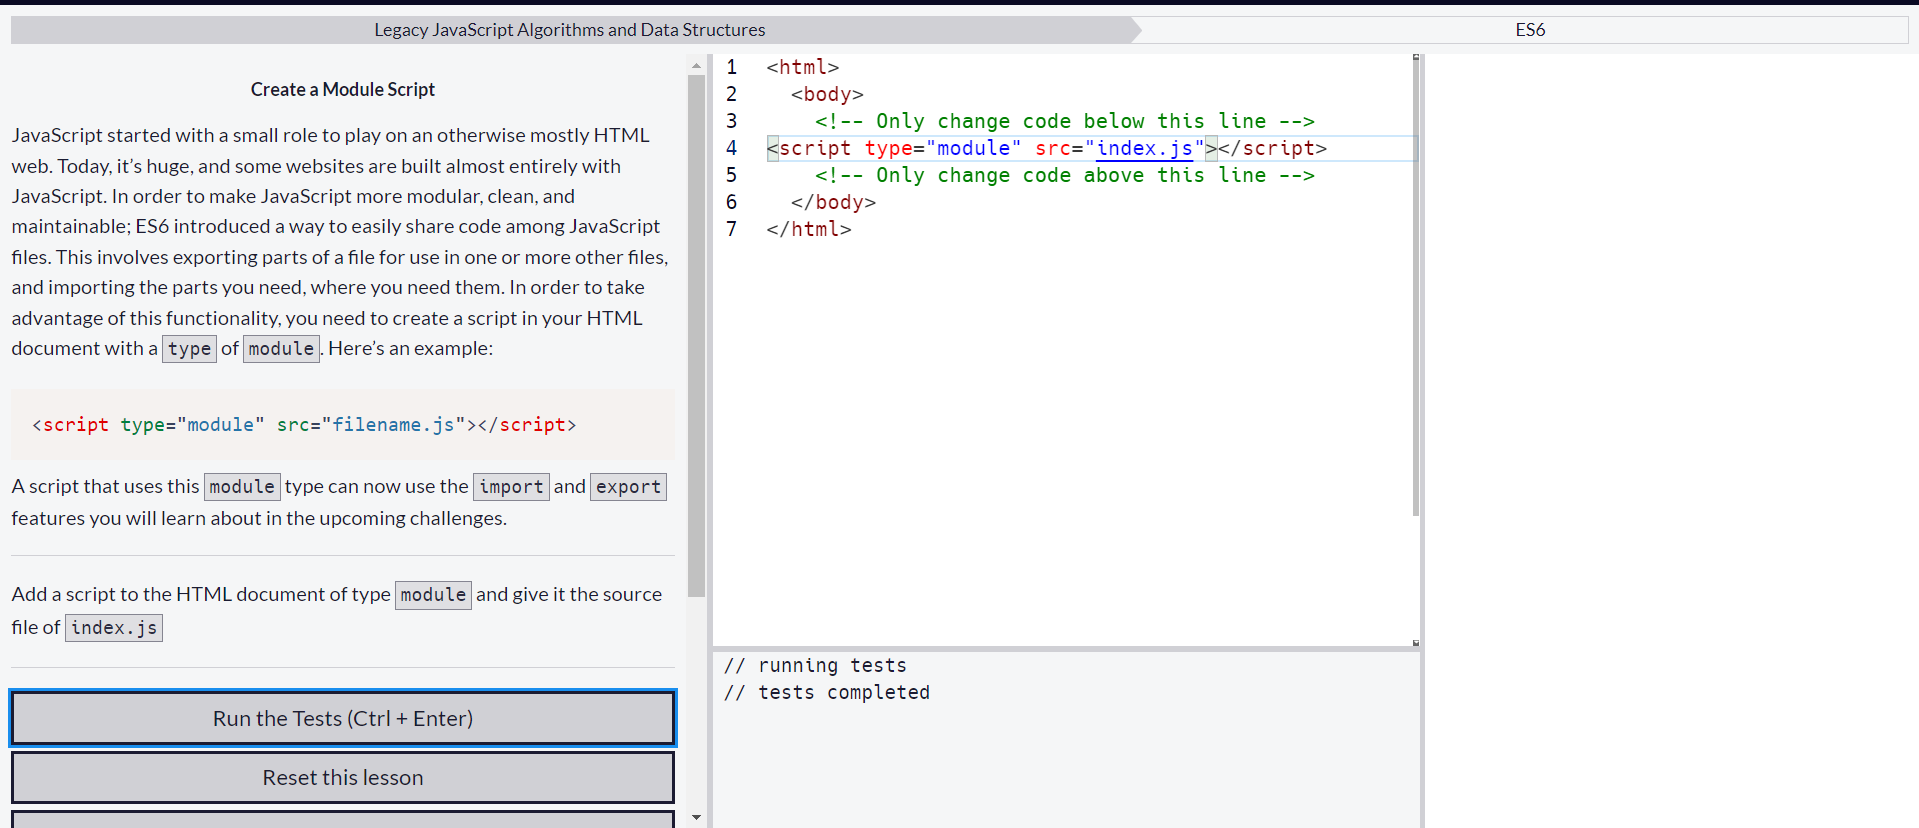 Legacy JavaScript Algorithms and Data Structures
ES6
Create a Module Script
JavaScript started with a small role to play on an otherwise mostly HTML
web. Today, it’s huge, and some websites are built almost entirely with
JavaScript. In order to make JavaScript more modular, clean, and
maintainable; ES6 introduced a way to easily share code among JavaScript
files. This involves exporting parts of a file for use in one or more other files,
and importing the parts you need, where you need them. In order to take
advantage of this functionality, you need to create a script in your HTML
document with a type of module. Here’s an example:
<script type="module" src="filename.js"></script>
A script that uses this module type can now use the import and export
features you will learn about in the upcoming challenges.
Add a script to the HTML document of type module and give it the source
file of index.js
Run the Tests (Ctrl + Enter)
Reset this lesson
1 <html>
2 <body>
3 <!-- Only change code below this line -->
4 <script type="module" src="index.js"></script>
5 <!-- Only change code above this line -->
6 </body>
7 </html>
// running tests
// tests completed